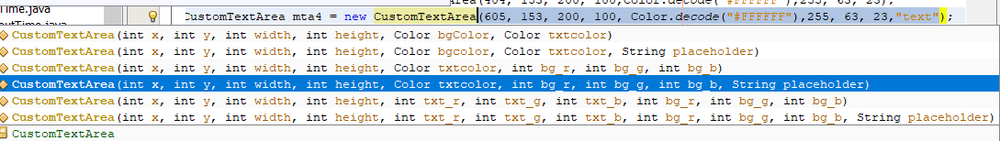 Time.java
outTime.java
Area(404, 153, 200, 100,Color.decode("#FFFFFF"),255, 63, 23);
CustomTextArea mta4 = new CustomTextArea(605, 153, 200, 100, Color.decode("#FFFFFF"),255, 63, 23,"text");
CustomTextArea(int x, int y, int width, int height, Color bgColor, Color txtcolor)
CustomTextArea(int x, int y, int width, int height, Color bgcolor, Color txtcolor, String placeholder)
CustomTextArea(int x, int y, int width, int height, Color txtcolor, int bg_r, int bg_g, int bg_b)
CustomTextArea(int x, int y, int width, int height, Color txtcolor, int bg_r, int bg_g, int bg_b, String placeholder)
CustomTextArea(int x, int y, int width, int height, int txt_r, int txt_g, int txt_b, int bg_r, int bg_g, int bg_b)
CustomTextArea(int x, int y, int width, int height, int txt_r, int txt_g, int txt_b, int bg_r, int bg_g, int bg_b, String placeholder)
CustomTextArea